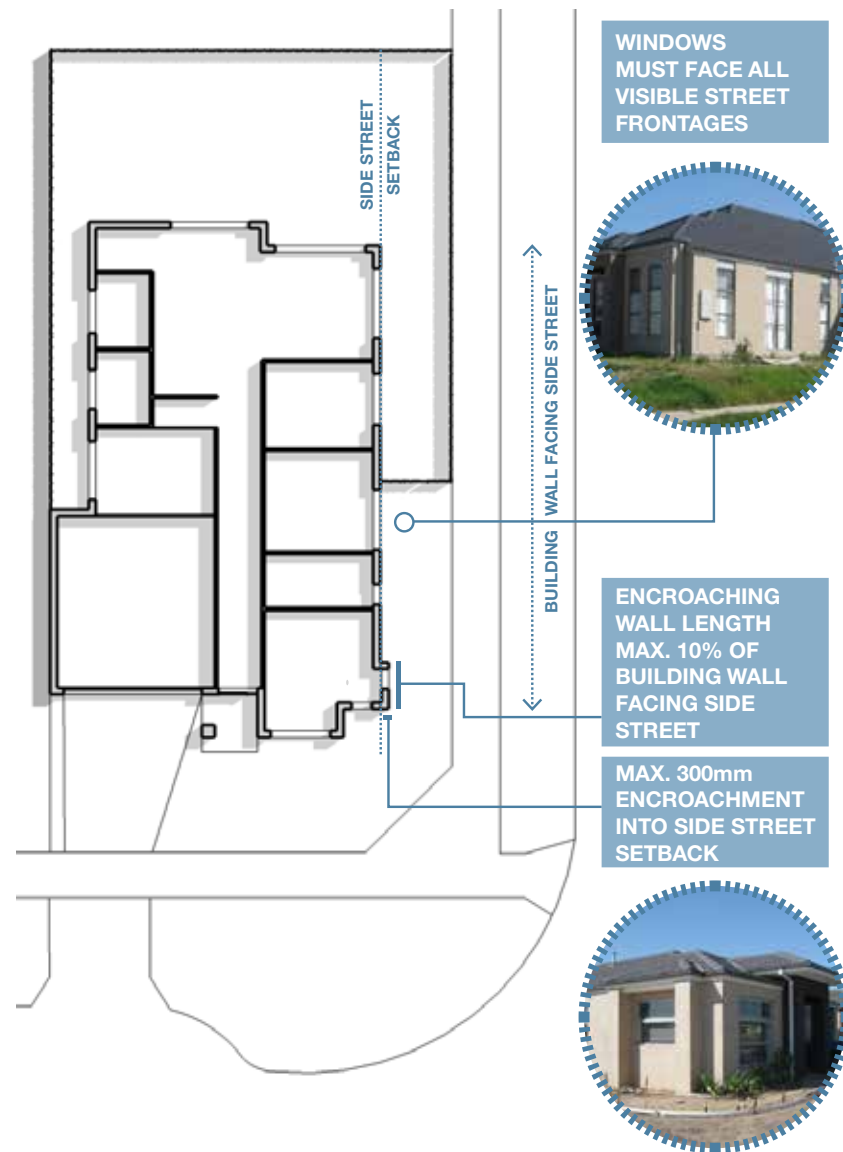 WINDOWS
MUST FACE ALL
VISIBLE STREET
FRONTAGES
SIDE STREET
SETBACK
BUILDING WALL FACING SIDE STREET
ENCROACHING
WALL LENGTH
MAX. 10% OF
BUILDING WALL
FACING SIDE
STREET
MAX. 300mm
ENCROACHMENT
INTO SIDE STREET
SETBACK